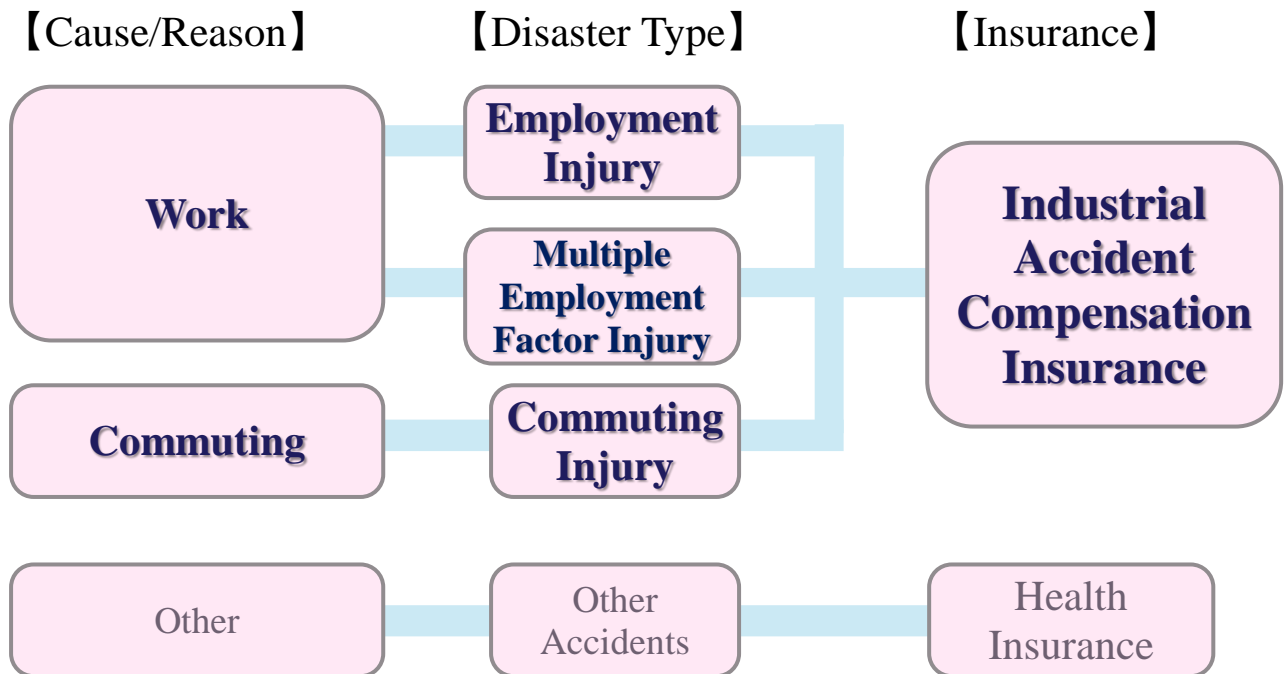 【Cause/Reason】
【Disaster Type】
【Insurance】
Work
Employment
Injury
Multiple
Employment
Factor Injury
Industrial
Accident
Compensation
Insurance
Commuting
Commuting
Injury
Other
Other
Accidents
Health
Insurance